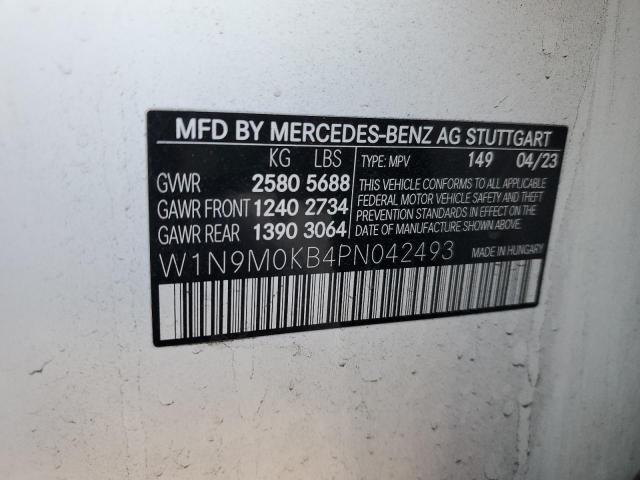 MFD BY MERCEDES-BENZ AG STUTTGART
KG LBS TYPE: MPV 149 04/23
GVWR 2580 5688
GAWR FRONT 1240 2734
GAWR REAR 1390 3064
THIS VEHICLE CONFORMS TO ALL APPLICABLE
FEDERAL MOTOR VEHICLE SAFETY AND THEFT
PREVENTION STANDARDS IN EFFECT ON THE
DATE OF MANUFACTURE SHOWN ABOVE.
W1N9M0KB4PN042493 MADE IN HUNGARY